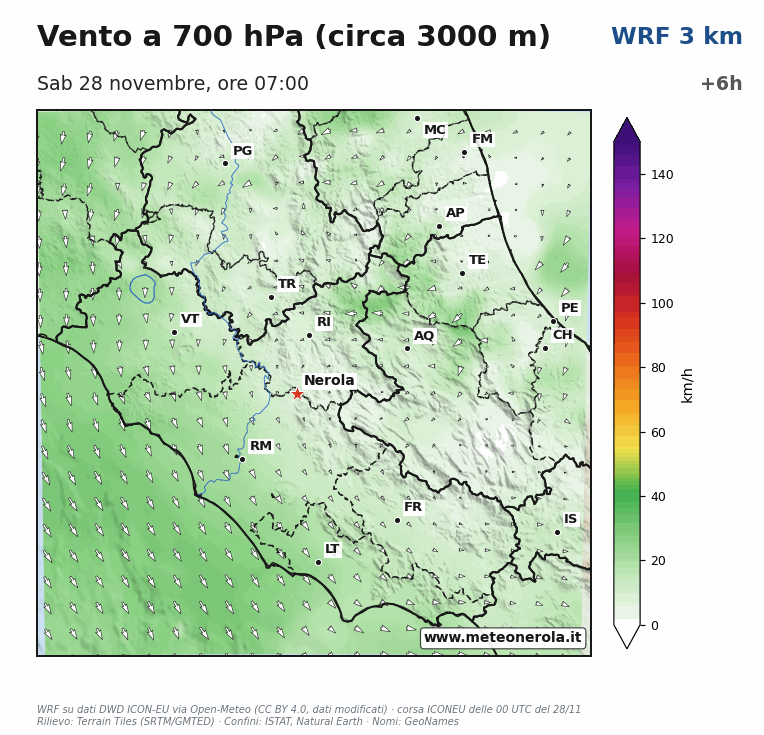 Vento a 700 hPa (circa 3000 m)
WRF 3 km
Sab 28 novembre, ore 07:00
+6h
MC
FM
PG
AP
TE
TR
PE
VT
RI
CH
AQ
Nerola
RM
FR
IS
LT
www.meteonerola.it
140
120
100
80
60
40
20
0
km/h
WRF su dati DWD ICON-EU via Open-Meteo (CC BY 4.0, dati modificati) · corsa ICONEU delle 00 UTC del 28/11
Rilievo: Terrain Tiles (SRTM/GMTED) · Confini: ISTAT, Natural Earth · Nomi: GeoNames